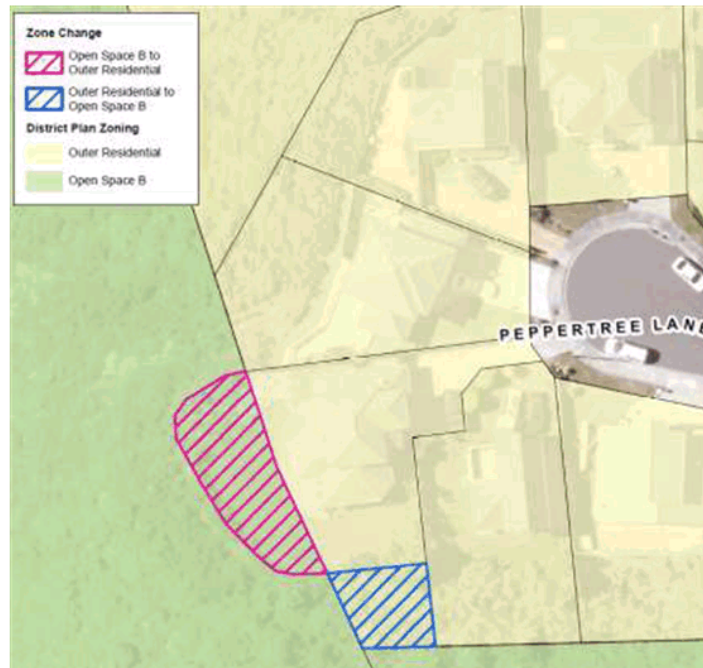 Zone Change
Open Space B to
Outer Residential
Outer Residential to
Open Space B
District Plan Zoning
Outer Residential
Open Space B
PEPPERTREE LANE